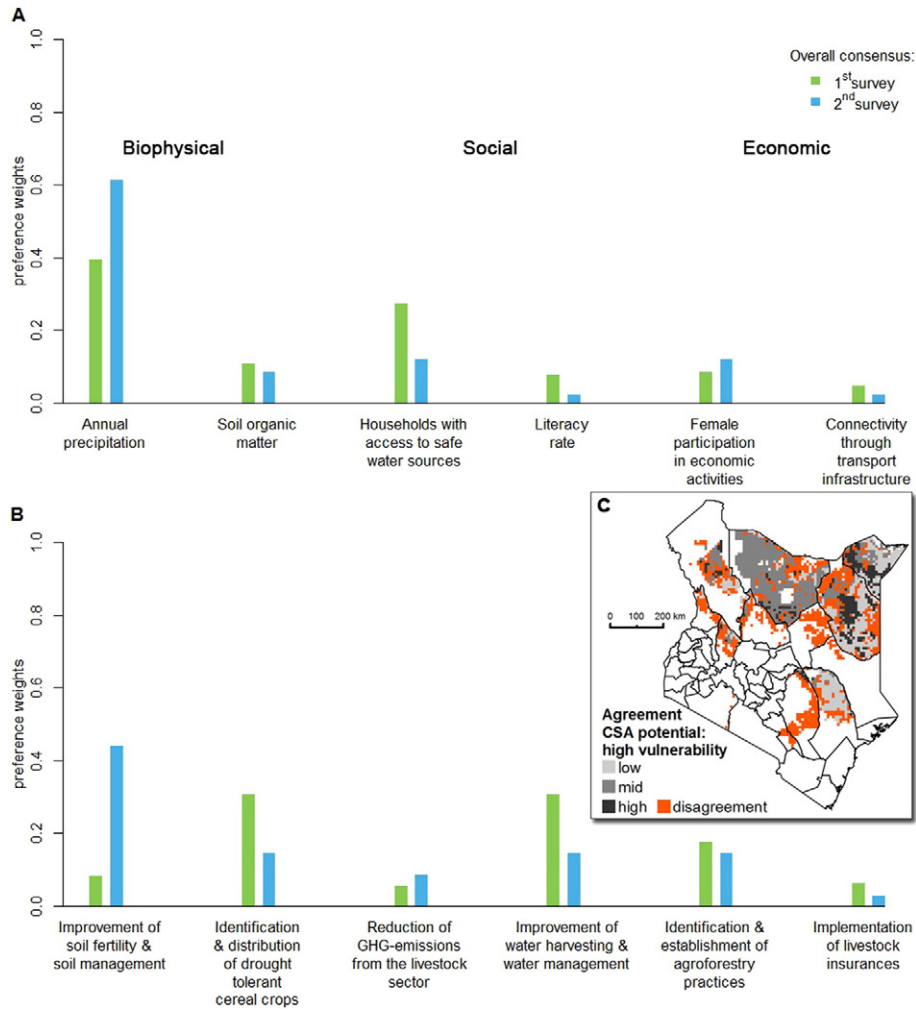 A
1.0
0.8
0.6
0.4
0.2
0.0
preference weights
Overall consensus:
1st survey
2nd survey
Biophysical
Social
Economic
Annual
precipitation
Soil organic
matter
Households with
access to safe
water sources
Literacy
rate
Female
participation
in economic
activities
Connectivity
through
transport
infrastructure
B
1.0
0.8
0.6
0.4
0.2
0.0
preference weights
C
0 100 200 km
Agreement
CSA potential:
high vulnerability
low
mid
high
disagreement
Improvement of
soil fertility &
soil management
Identification
& distribution
of drought
tolerant
cereal crops
Reduction of
GHG-emissions
from the livestock
sector
Improvement of
water harvesting &
water management
Identification &
establishment of
agroforestry
practices
Implementation
of livestock
insurances